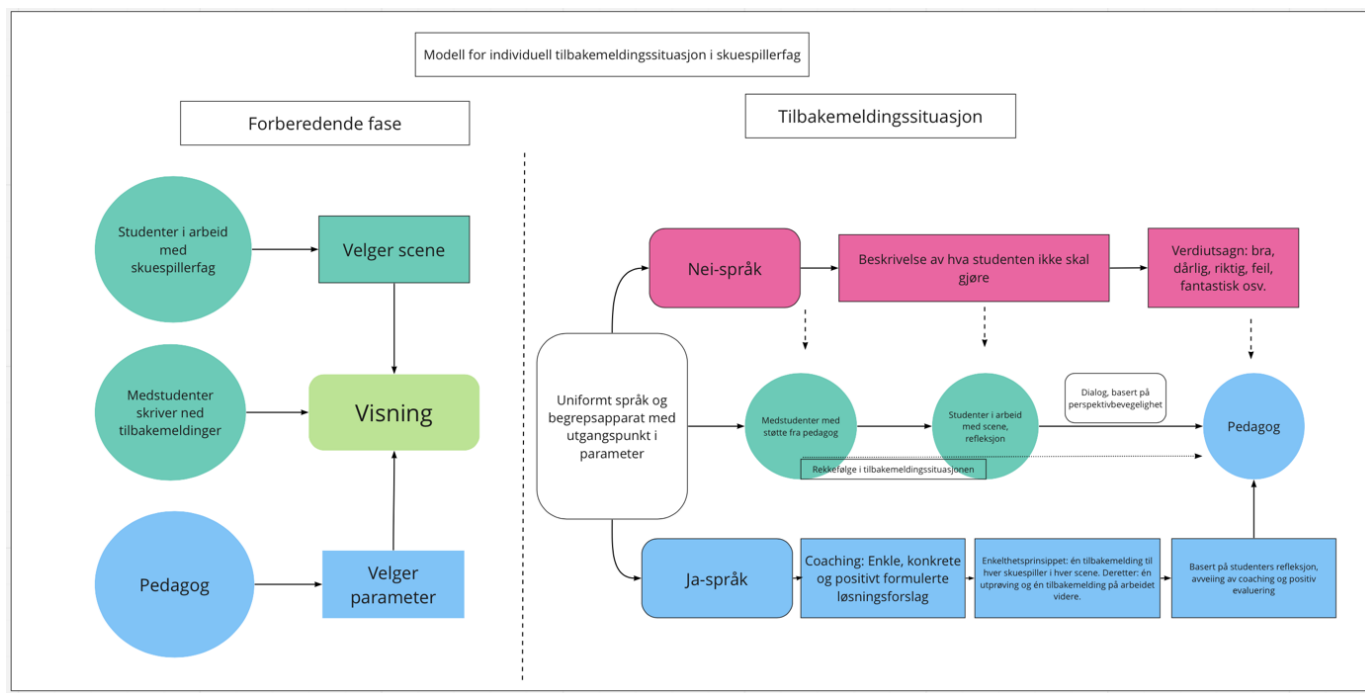 Modell for individuell tilbakemeldingssituasjon i skuespillerfag
Forberedende fase
Studenter i arbeid
med
skuespillerfag
Velger scene
Medstudenter
skriver ned
tilbakemeldinger
Visning
Pedagog
Velger
parameter
Tilbakemeldingssituasjon
Nei-språk
Beskrivelse av hva studenten ikke skal
gjøre
Verdiutsagn: bra,
dårlig, riktig, feil,
fantastisk osv.
Uniformt språk og
begrepsapparat med
utgangspunkt i
parameter
Medstudenter med
støtte fra pedagog
Studenter i arbeid
med scene,
refleksjon
Dialog, basert på
perspektivbevegelighet
Pedagog
Rekkefølge i tilbakemeldingssituasjonen
Ja-språk
Coaching: Enkle, konkrete
og positivt formulerte
løsningsforslag
Enkelthetsprinsippet: én tilbakemelding til
hver skuespiller i hver scene. Deretter: én
utprøving og én tilbakemelding på arbeidet
videre.
Basert på studenters refleksjon,
avveiing av coaching og positiv
evaluering